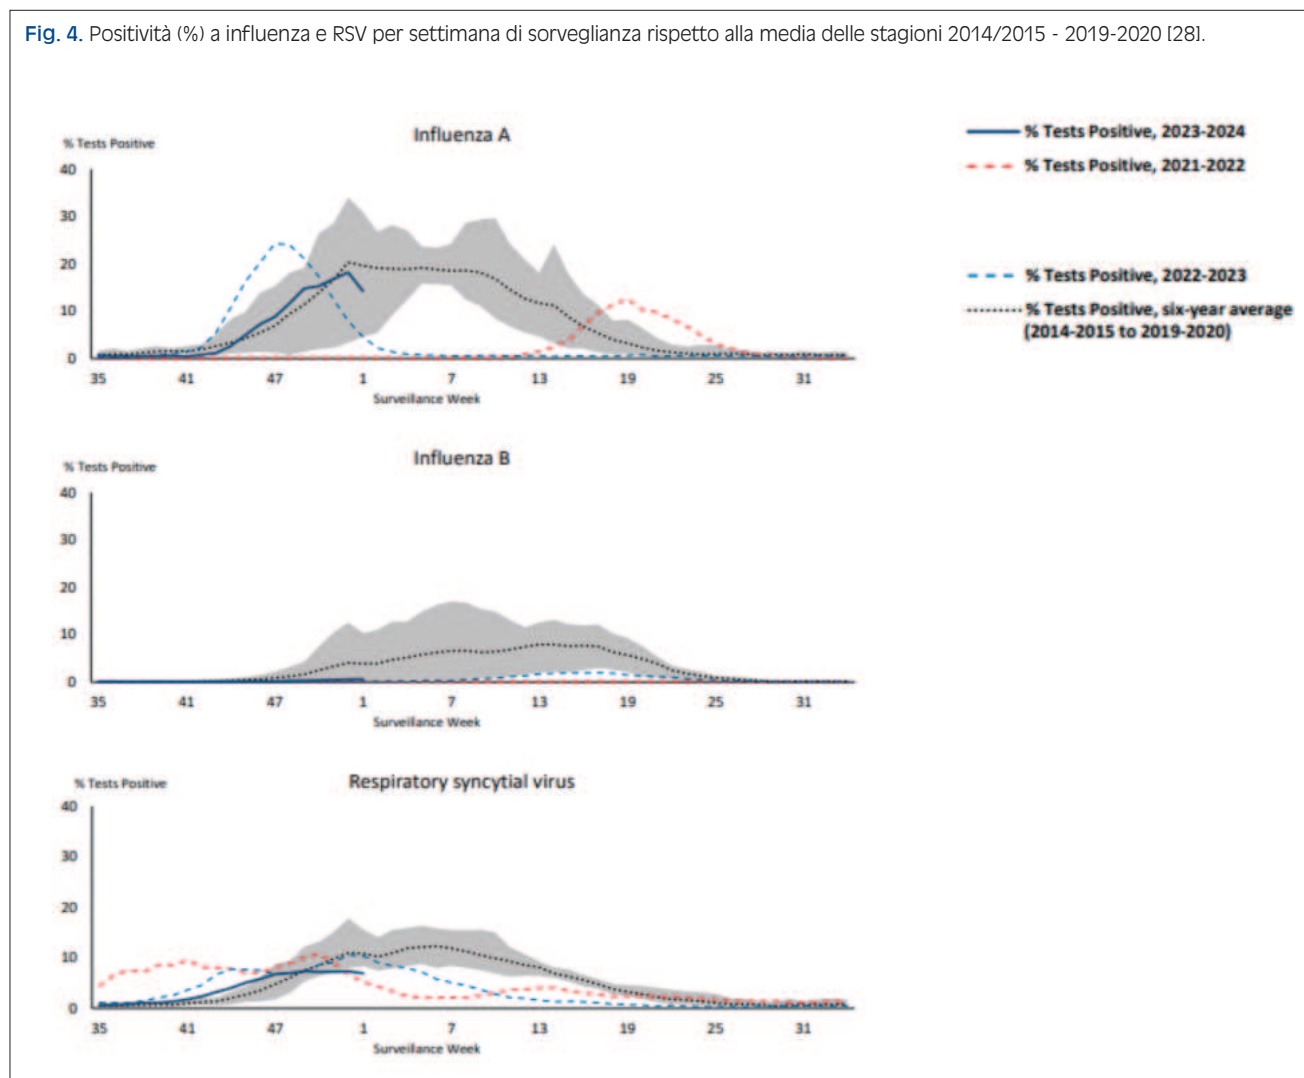 Fig. 4. Positività (%) a influenza e RSV per settimana di sorveglianza rispetto alla media delle stagioni 2014/2015 - 2019-2020 [28].
Influenza A
% Tests Positive
40
30
20
10
0
35 41 47 1 7 13 19 25 31
Surveillance Week
% Tests Positive, 2023-2024
% Tests Positive, 2021-2022
% Tests Positive, 2022-2023
% Tests Positive, six-year average
(2014-2015 to 2019-2020)
Influenza B
% Tests Positive
40
30
20
10
0
35 41 47 1 7 13 19 25 31
Surveillance Week
Respiratory syncytial virus
% Tests Positive
40
30
20
10
0
35 41 47 1 7 13 19 25 31
Surveillance Week